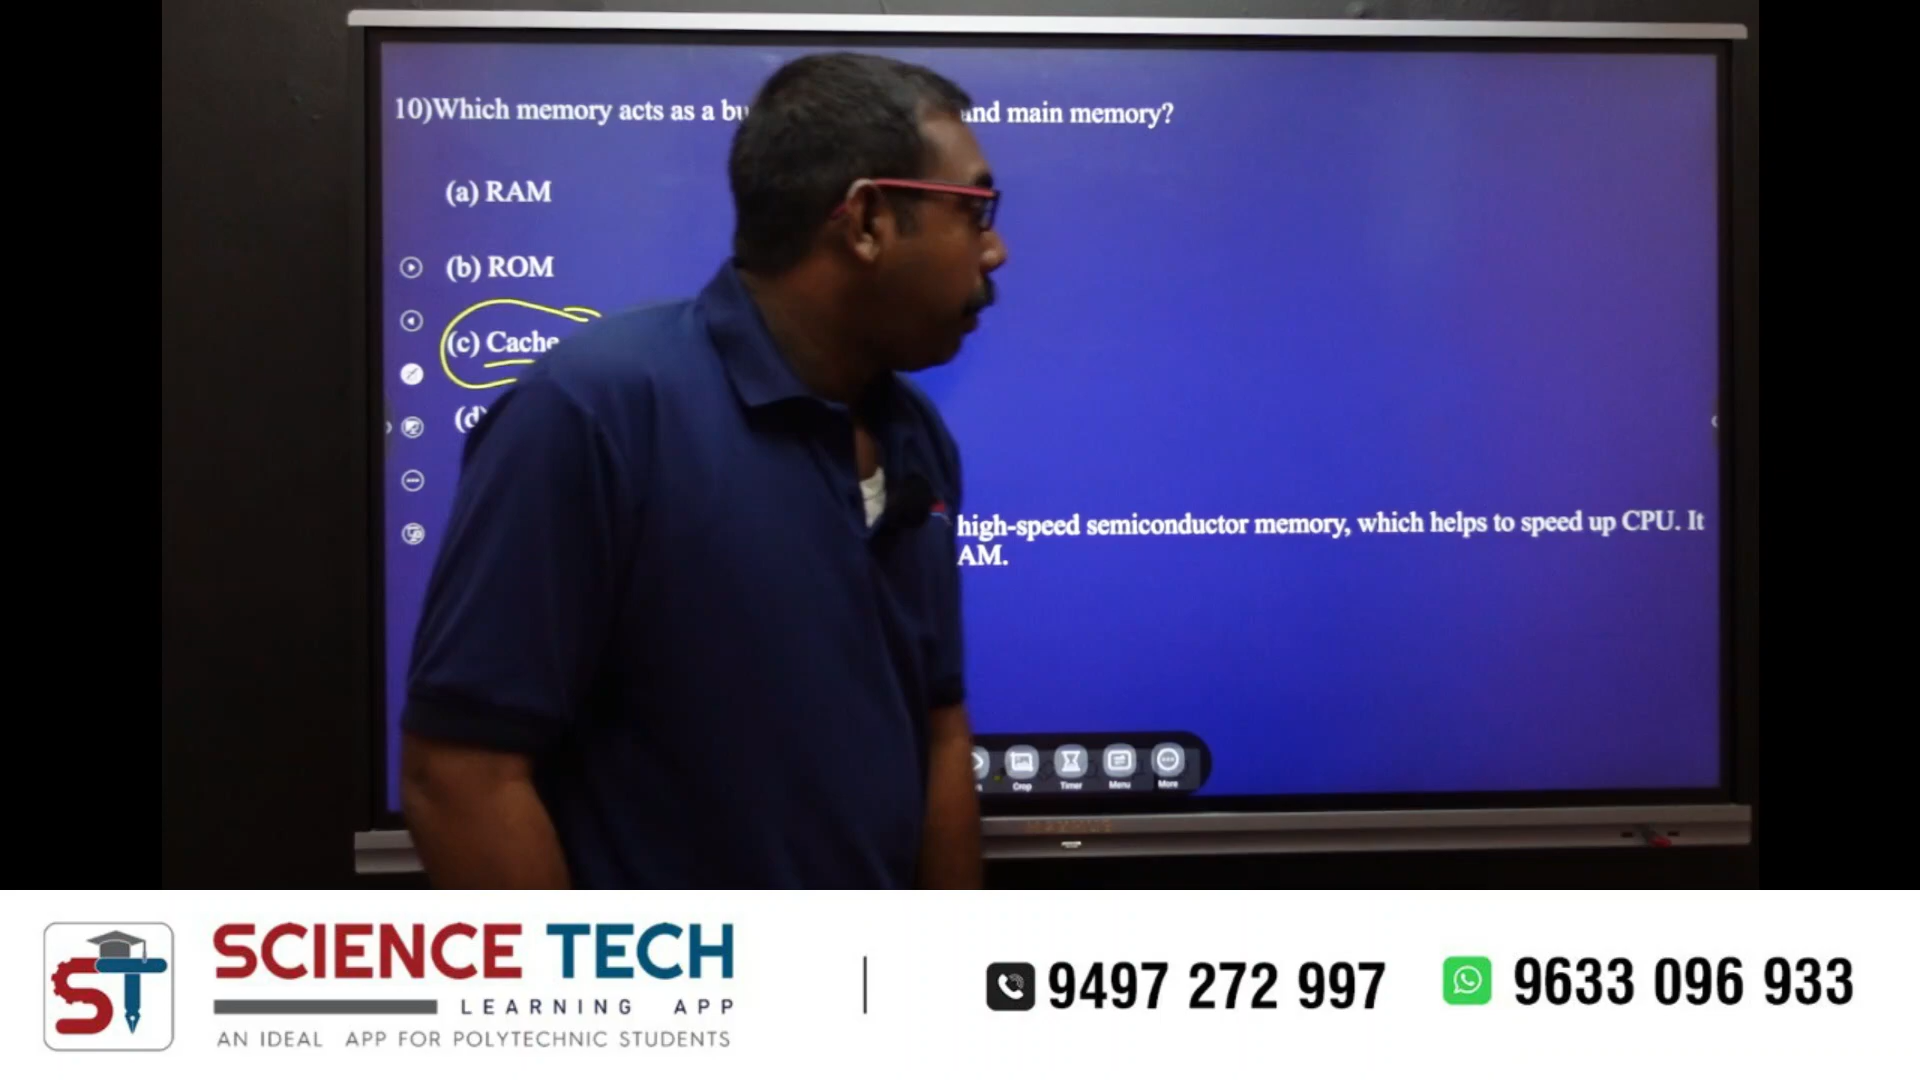 10)Which memory acts as a and main memory?
(a) RAM
(b) ROM
(c) Cache
(d)
high-speed semiconductor memory, which helps to speed up CPU. It
AM.
Crop Timer Menu More
SCIENCE TECH
LEARNING APP
AN IDEAL APP FOR POLYTECHNIC STUDENTS
9497 272 997
9633 096 933